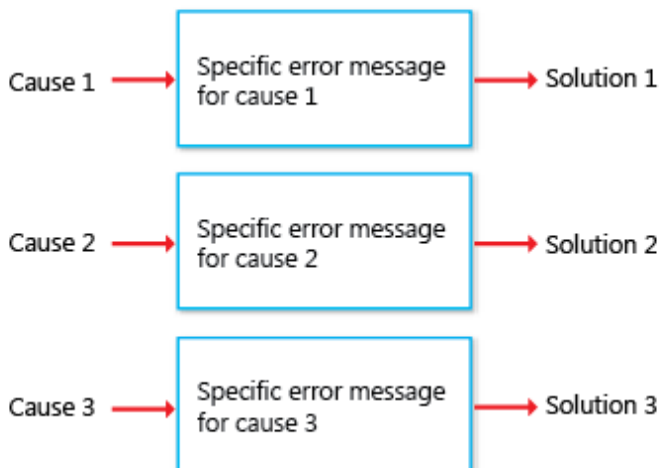 Cause 1
Specific error message
for cause 1
Solution 1
Cause 2
Specific error message
for cause 2
Solution 2
Cause 3
Specific error message
for cause 3
Solution 3